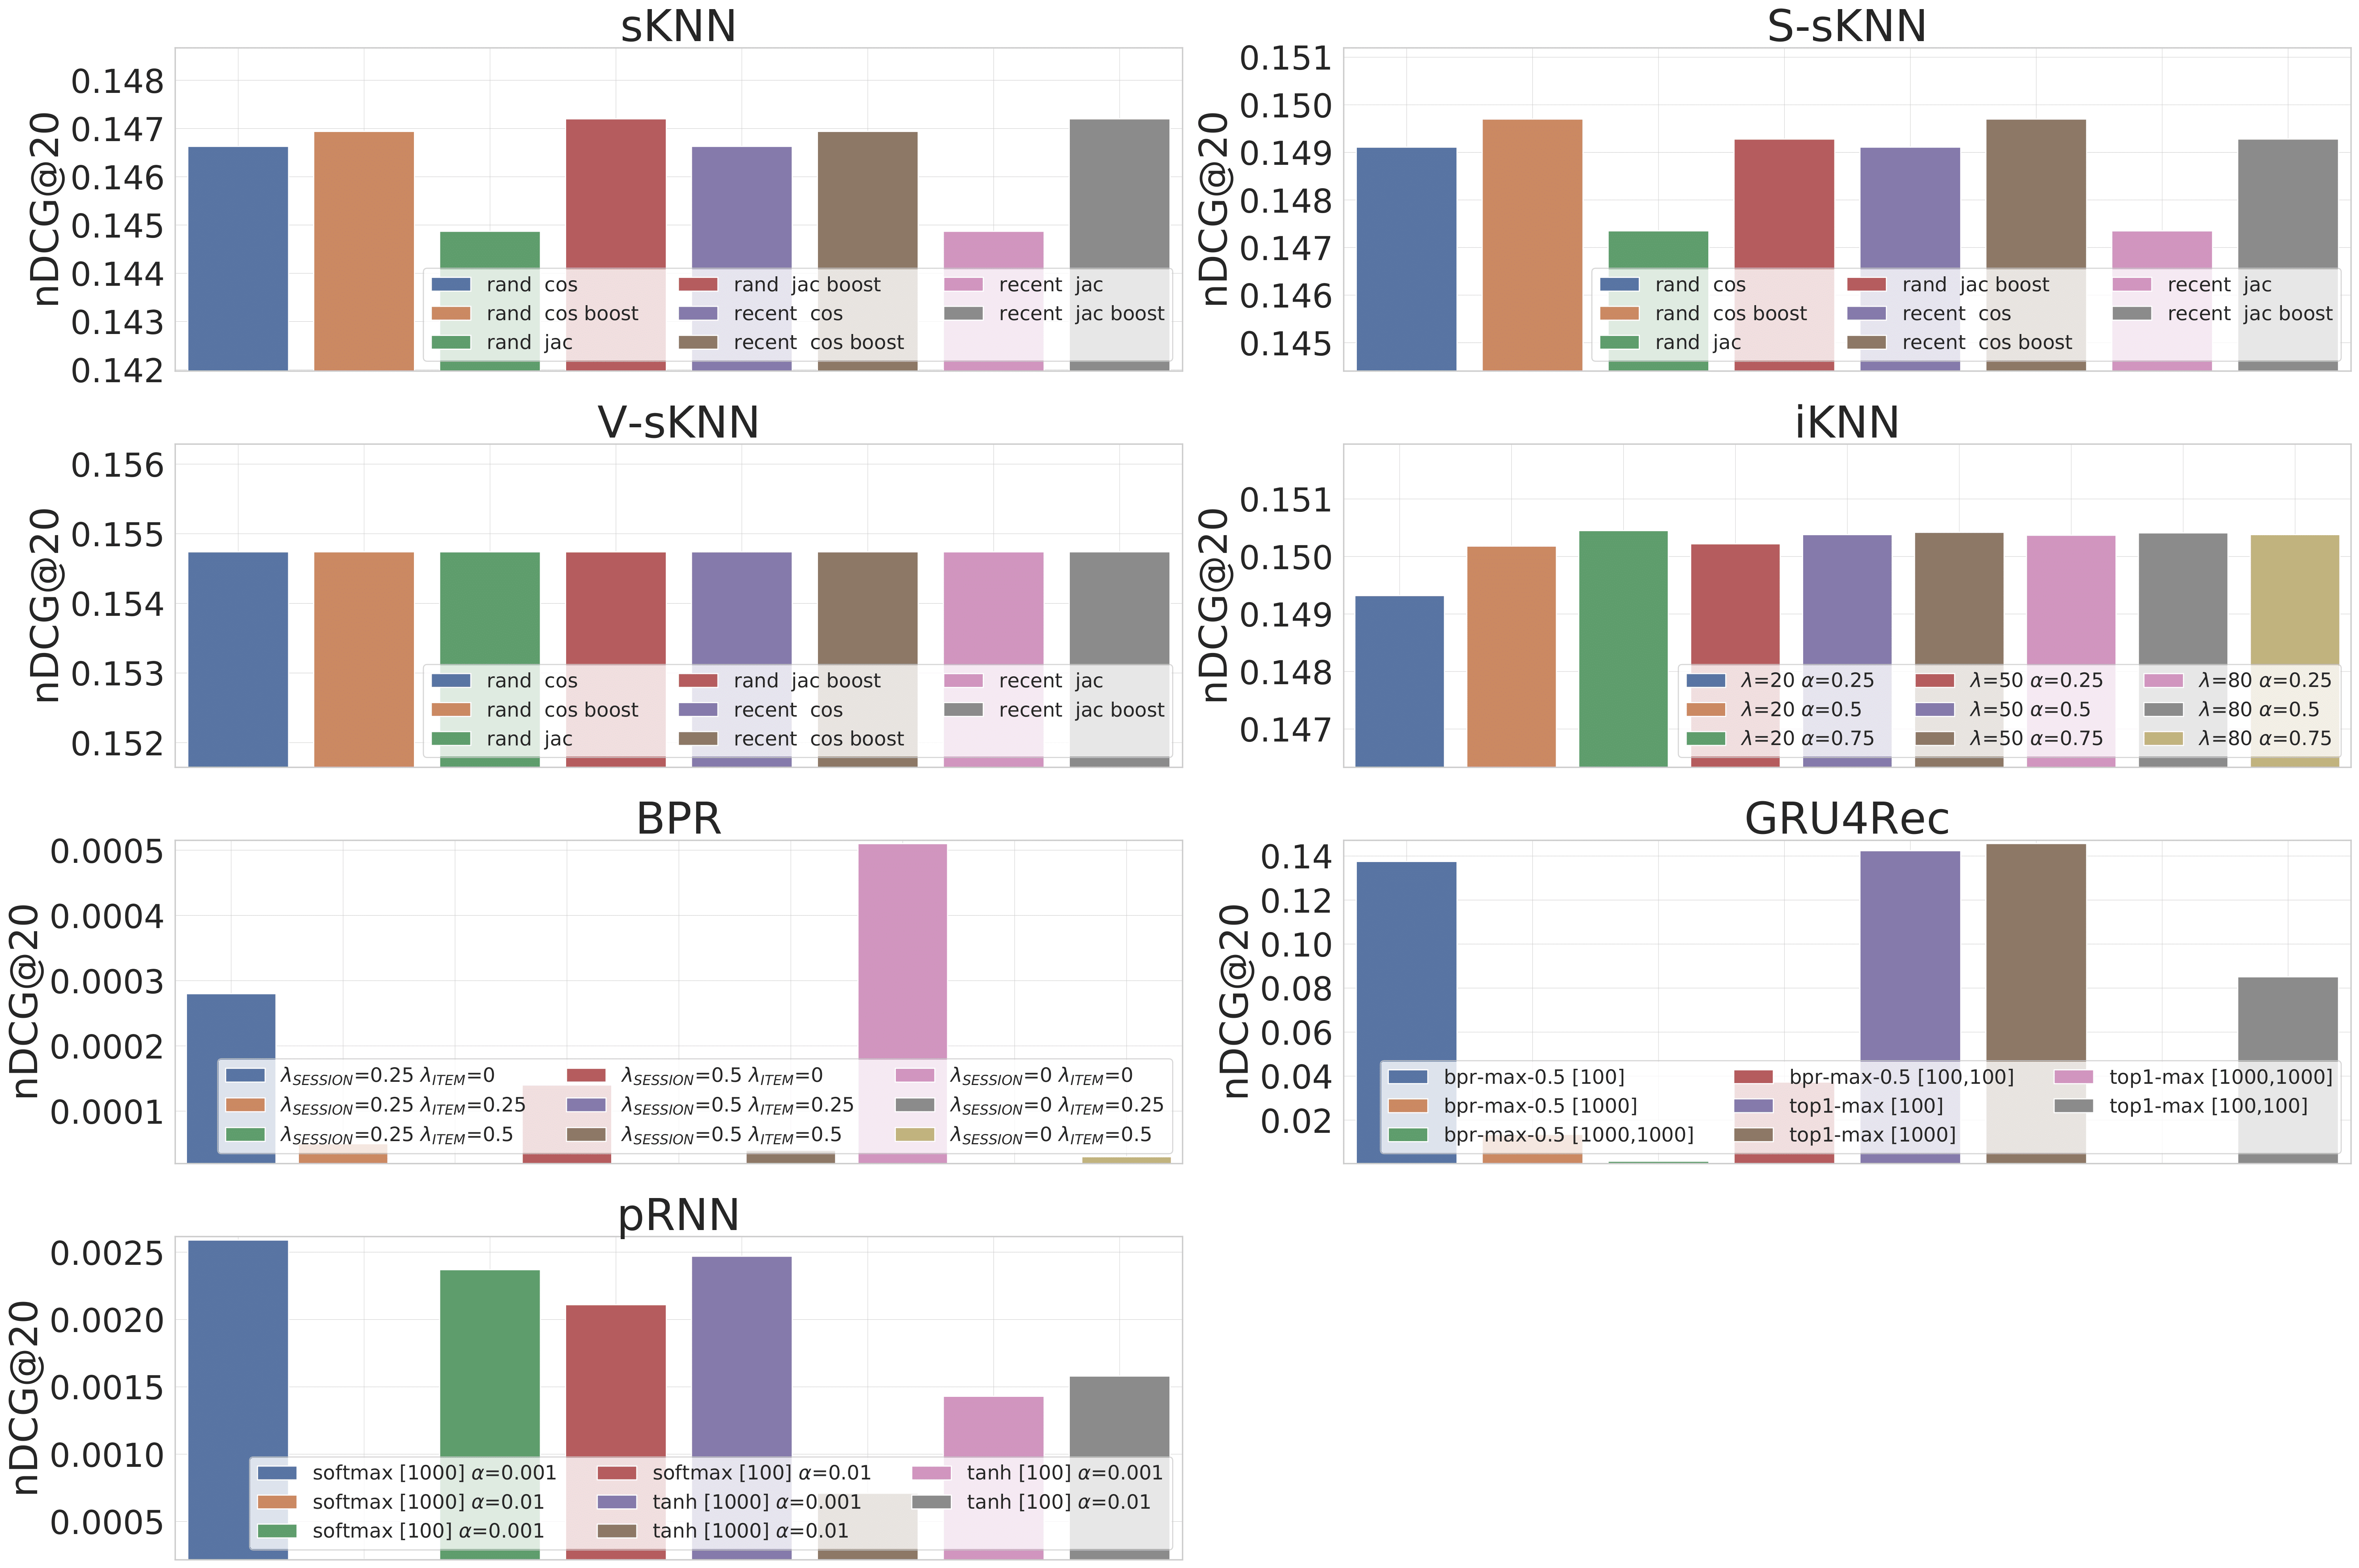 sKNN
nDCG@20
0.148
0.147
0.146
0.145
0.144
0.143
0.142
rand  cos
rand  cos boost
rand  jac
rand  jac boost
recent  cos
recent  cos boost
recent  jac
recent  jac boost
S-sKNN
nDCG@20
0.151
0.150
0.149
0.148
0.147
0.146
0.145
rand  cos
rand  cos boost
rand  jac
rand  jac boost
recent  cos
recent  cos boost
recent  jac
recent  jac boost
V-sKNN
nDCG@20
0.156
0.155
0.154
0.153
0.152
rand  cos
rand  cos boost
rand  jac
rand  jac boost
recent  cos
recent  cos boost
recent  jac
recent  jac boost
iKNN
nDCG@20
0.151
0.150
0.149
0.148
0.147
λ=20 α=0.25
λ=20 α=0.5
λ=20 α=0.75
λ=50 α=0.25
λ=50 α=0.5
λ=50 α=0.75
λ=80 α=0.25
λ=80 α=0.5
λ=80 α=0.75
BPR
nDCG@20
0.0005
0.0004
0.0003
0.0002
0.0001
λSESSION=0.25 λITEM=0
λSESSION=0.25 λITEM=0.25
λSESSION=0.25 λITEM=0.5
λSESSION=0.5 λITEM=0
λSESSION=0.5 λITEM=0.25
λSESSION=0.5 λITEM=0.5
λSESSION=0 λITEM=0
λSESSION=0 λITEM=0.25
λSESSION=0 λITEM=0.5
GRU4Rec
nDCG@20
0.14
0.12
0.10
0.08
0.06
0.04
0.02
bpr-max-0.5 [100]
bpr-max-0.5 [1000]
bpr-max-0.5 [1000,1000]
bpr-max-0.5 [100,100]
top1-max [100]
top1-max [1000]
top1-max [1000,1000]
top1-max [100,100]
pRNN
nDCG@20
0.0025
0.0020
0.0015
0.0010
0.0005
softmax [1000] α=0.001
softmax [1000] α=0.01
softmax [100] α=0.001
softmax [100] α=0.01
tanh [1000] α=0.001
tanh [1000] α=0.01
tanh [100] α=0.001
tanh [100] α=0.01